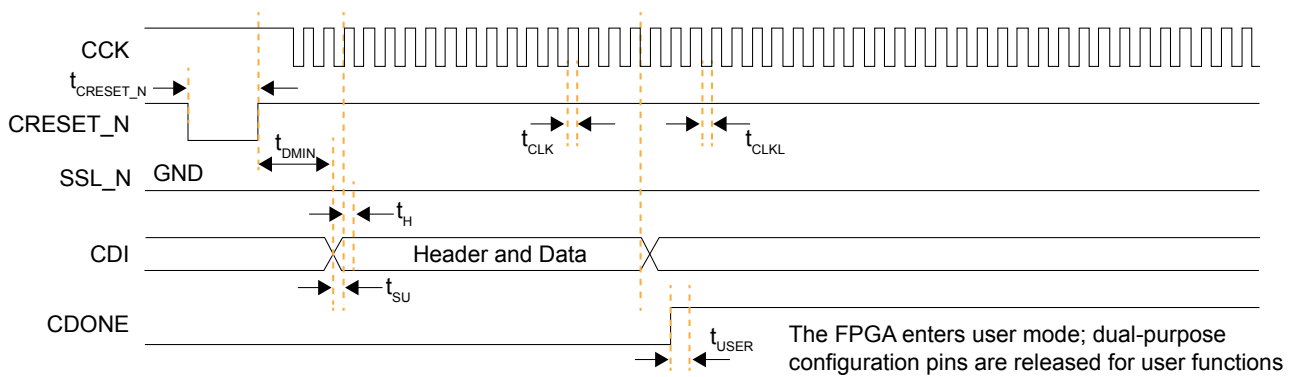 CCK
tCRESET_N
CRESET_N
tCLK
tCLKL
tDMIN
SSL_N GND
tH
CDI Header and Data
tSU
CDONE
tUSER
The FPGA enters user mode; dual-purpose
configuration pins are released for user functions